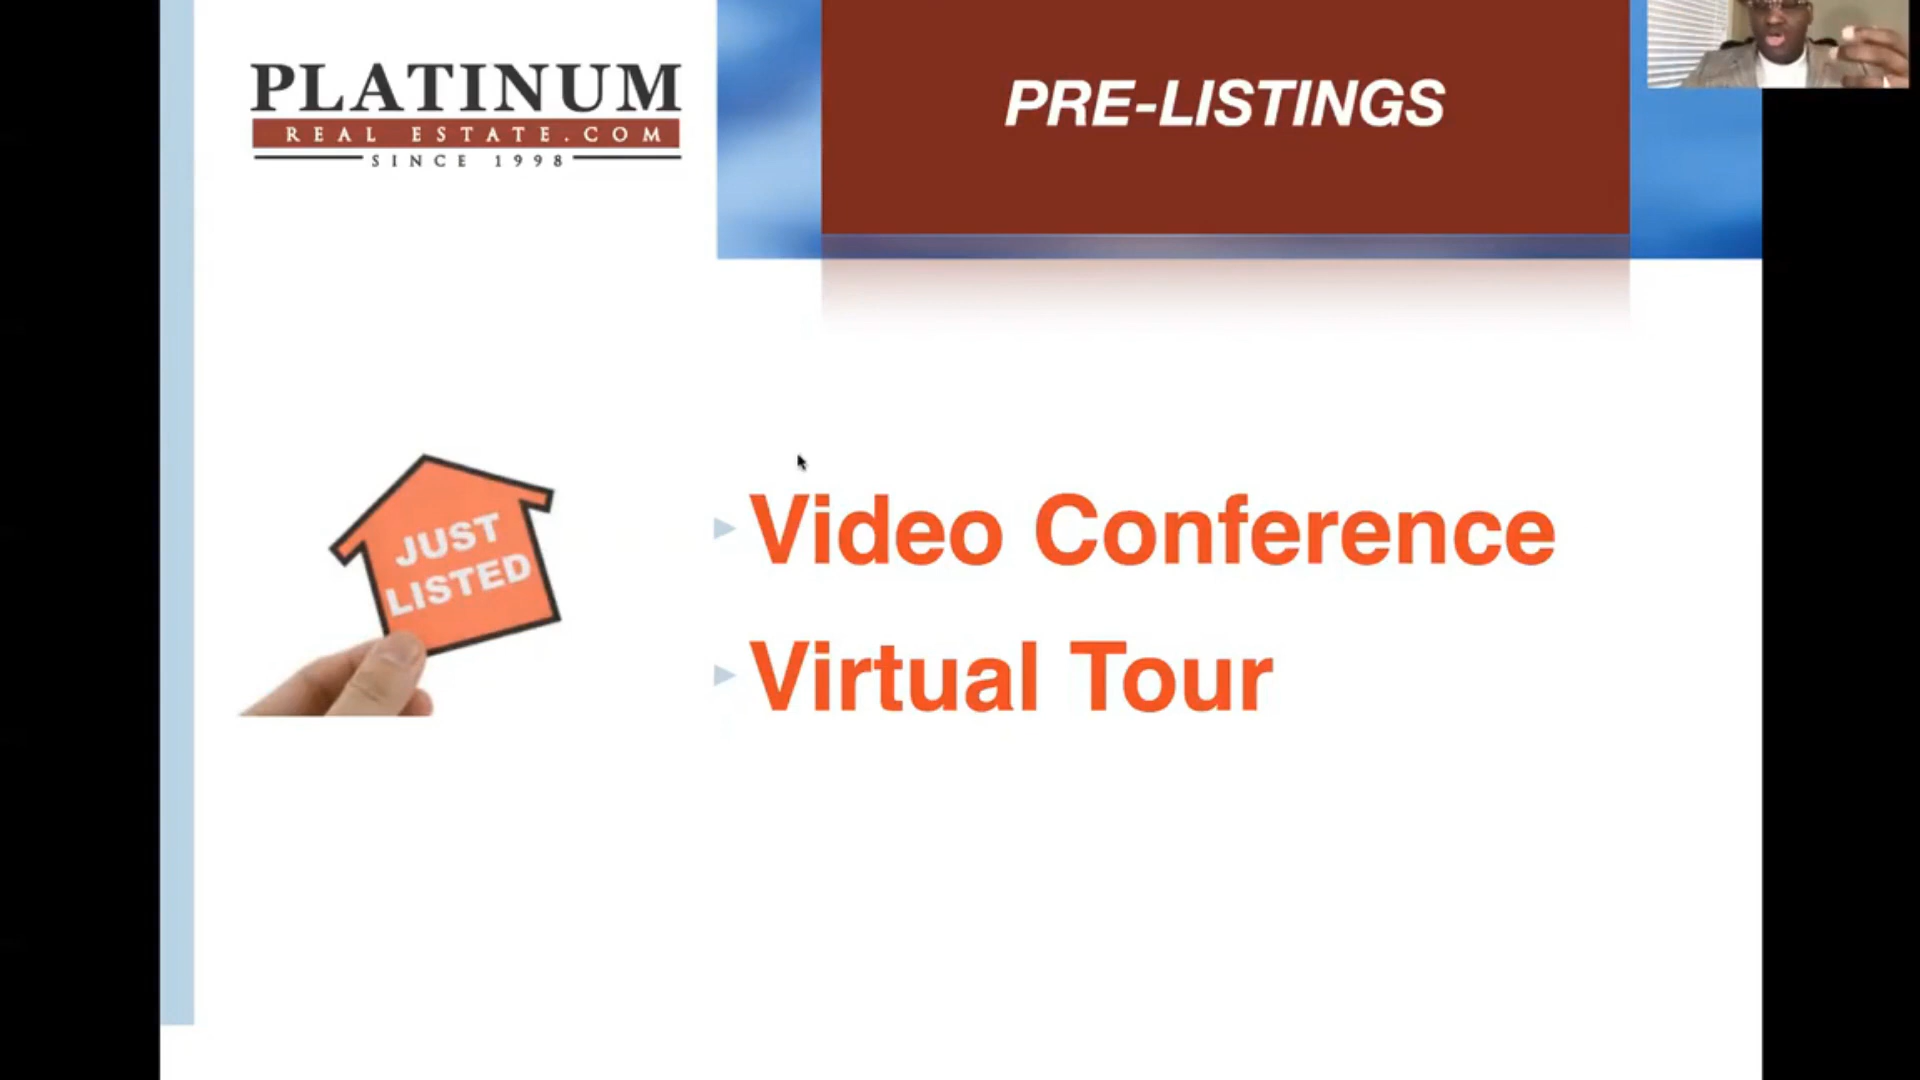 PLATINUM
REAL ESTATE.COM
SINCE 1998
PRE-LISTINGS
JUST
LISTED
Video Conference
Virtual Tour